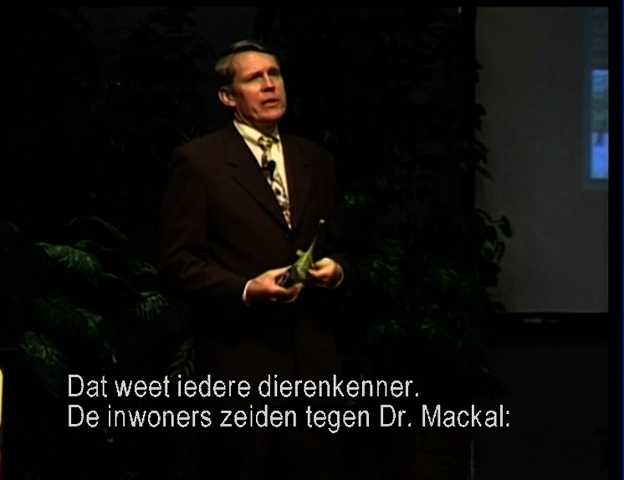 Dat weet iedere dierenkenner.
De inwoners zeiden tegen Dr. Mackal: